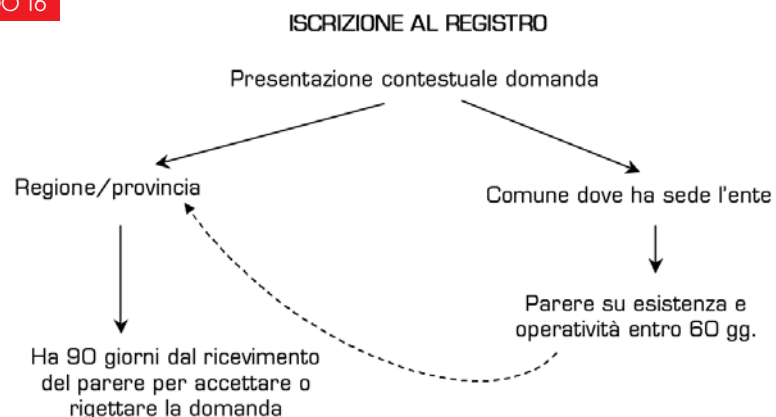 16
ISCRIZIONE AL REGISTRO
Presentazione contestuale domanda
Regione/provincia
Comune dove ha sede l'ente
Parere su esistenza e
operatività entro 60 gg.
Ha 90 giorni dal ricevimento
del parere per accettare o
rigettare la domanda